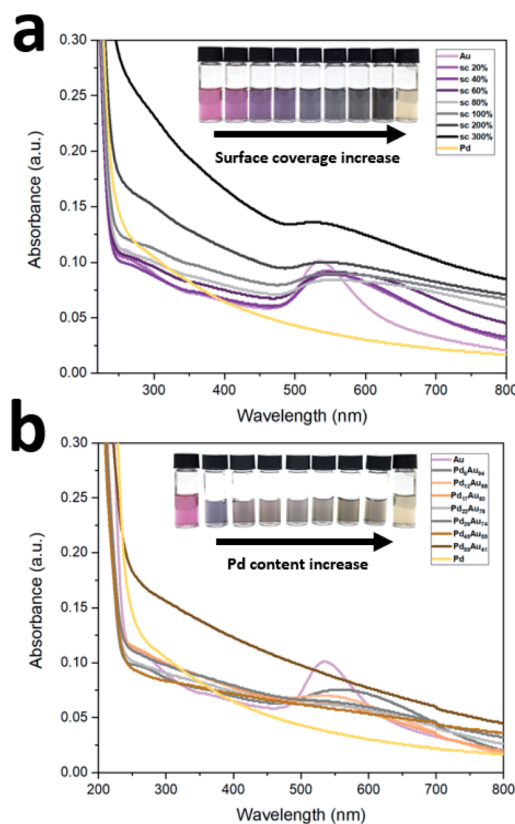 a
0.30
0.25
0.20
0.15
0.10
0.05
0.00
Absorbance (a.u.)
Au
sc 20%
sc 40%
sc 60%
sc 80%
sc 100%
sc 200%
sc 300%
Pd
Surface coverage increase
300 400 500 600 700 800
Wavelength (nm)
b
0.30
0.25
0.20
0.15
0.10
0.05
0.00
Absorbance (a.u.)
Au
Pd₆Au₉₄
Pd₁₂Au₈₈
Pd₁₇Au₈₃
Pd₂₂Au₇₈
Pd₂₆Au₇₄
Pd₅₉Au₄₁
Pd
Pd content increase
200 300 400 500 600 700 800
Wavelength (nm)